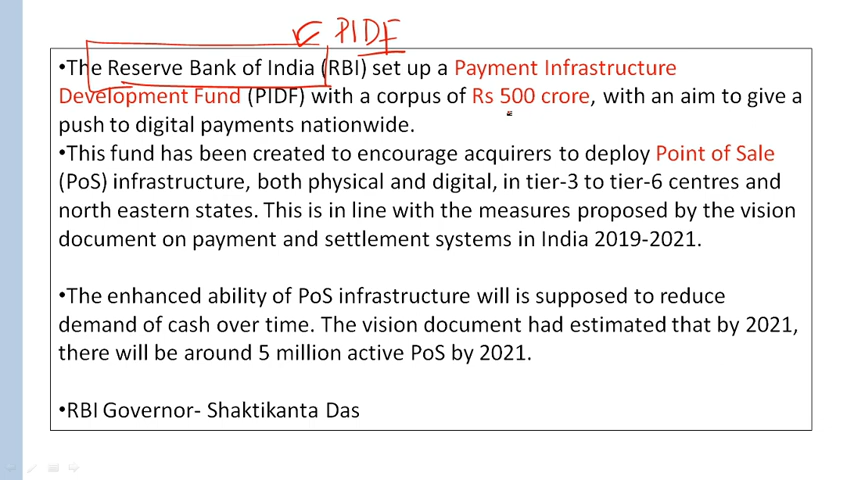 PIDF
•The Reserve Bank of India (RBI) set up a Payment Infrastructure
Development Fund (PIDF) with a corpus of Rs 500 crore, with an aim to give a
push to digital payments nationwide.
•This fund has been created to encourage acquirers to deploy Point of Sale
(PoS) infrastructure, both physical and digital, in tier-3 to tier-6 centres and
north eastern states. This is in line with the measures proposed by the vision
document on payment and settlement systems in India 2019-2021.
•The enhanced ability of PoS infrastructure will is supposed to reduce
demand of cash over time. The vision document had estimated that by 2021,
there will be around 5 million active PoS by 2021.
•RBI Governor- Shaktikanta Das